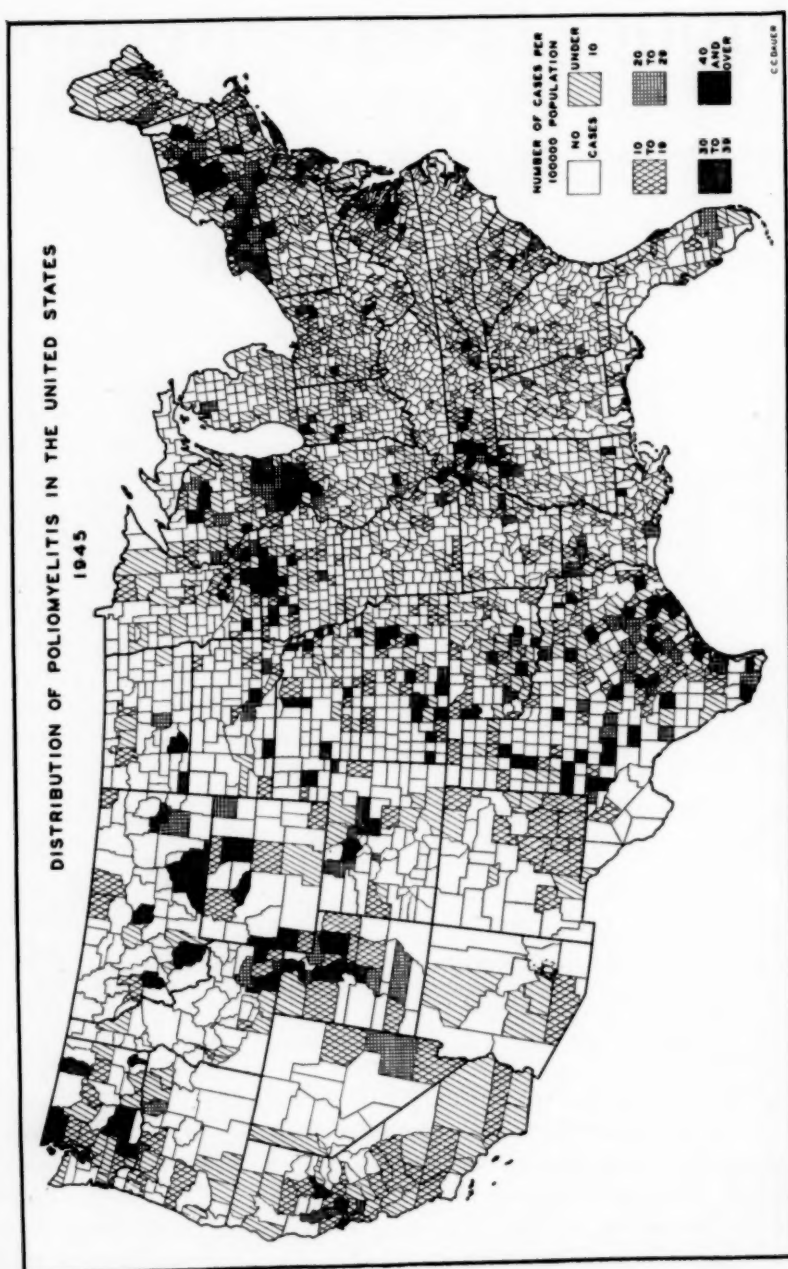 DISTRIBUTION OF POLIOMYELITIS IN THE UNITED STATES
1945
NUMBER OF CASES PER
100000 POPULATION
NO
CASES
UNDER
10
10
TO
19
20
TO
29
30
TO
39
40
AND
OVER
C.C.DAUER